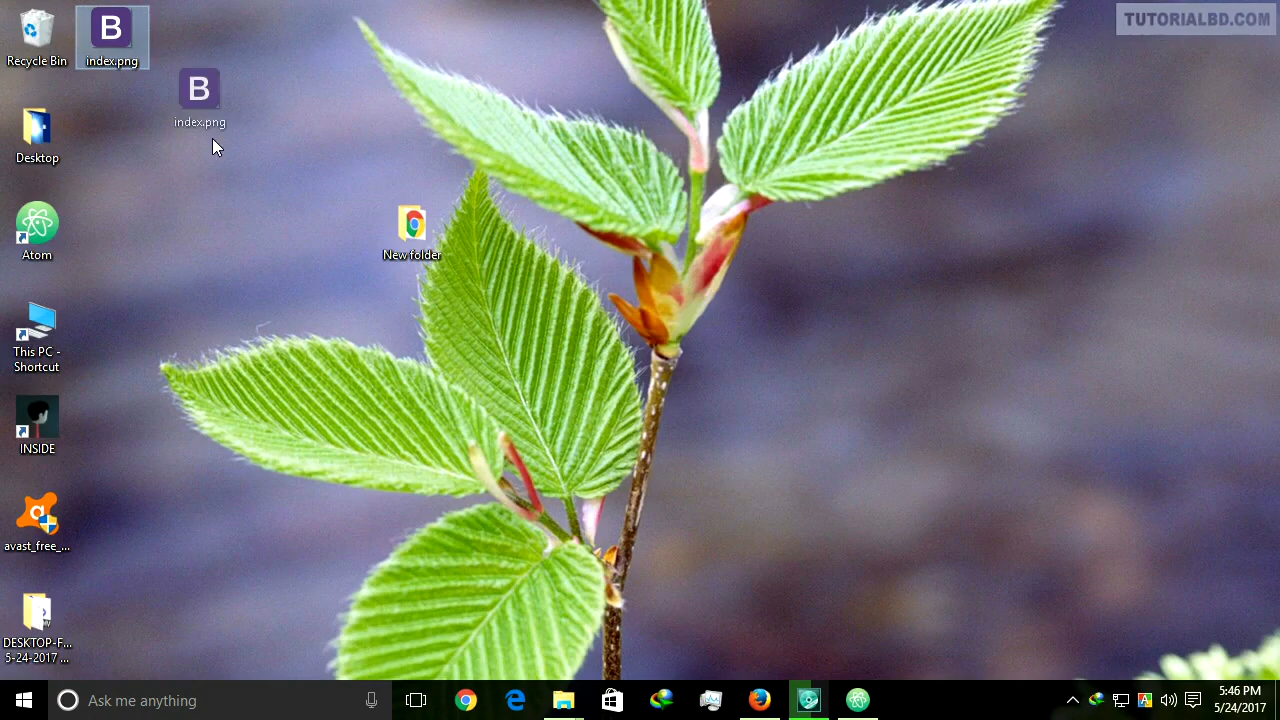 TUTORIALBD.COM
B
index.png
Recycle Bin
B
index.png
Desktop
Atom
New folder
This PC -
Shortcut
INSIDE
a
avast_free_...
DESKTOP-F...
5-24-2017 ...
Ask me anything
5:46 PM
5/24/2017